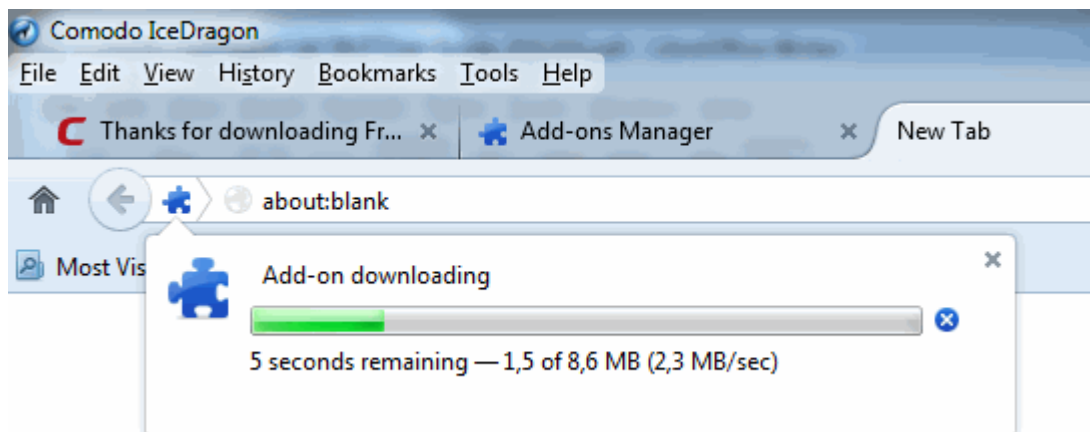 Comodo IceDragon
File Edit View History Bookmarks Tools Help
Thanks for downloading Fr... Add-ons Manager New Tab
about:blank
Most Vis
Add-on downloading
5 seconds remaining — 1,5 of 8,6 MB (2,3 MB/sec)